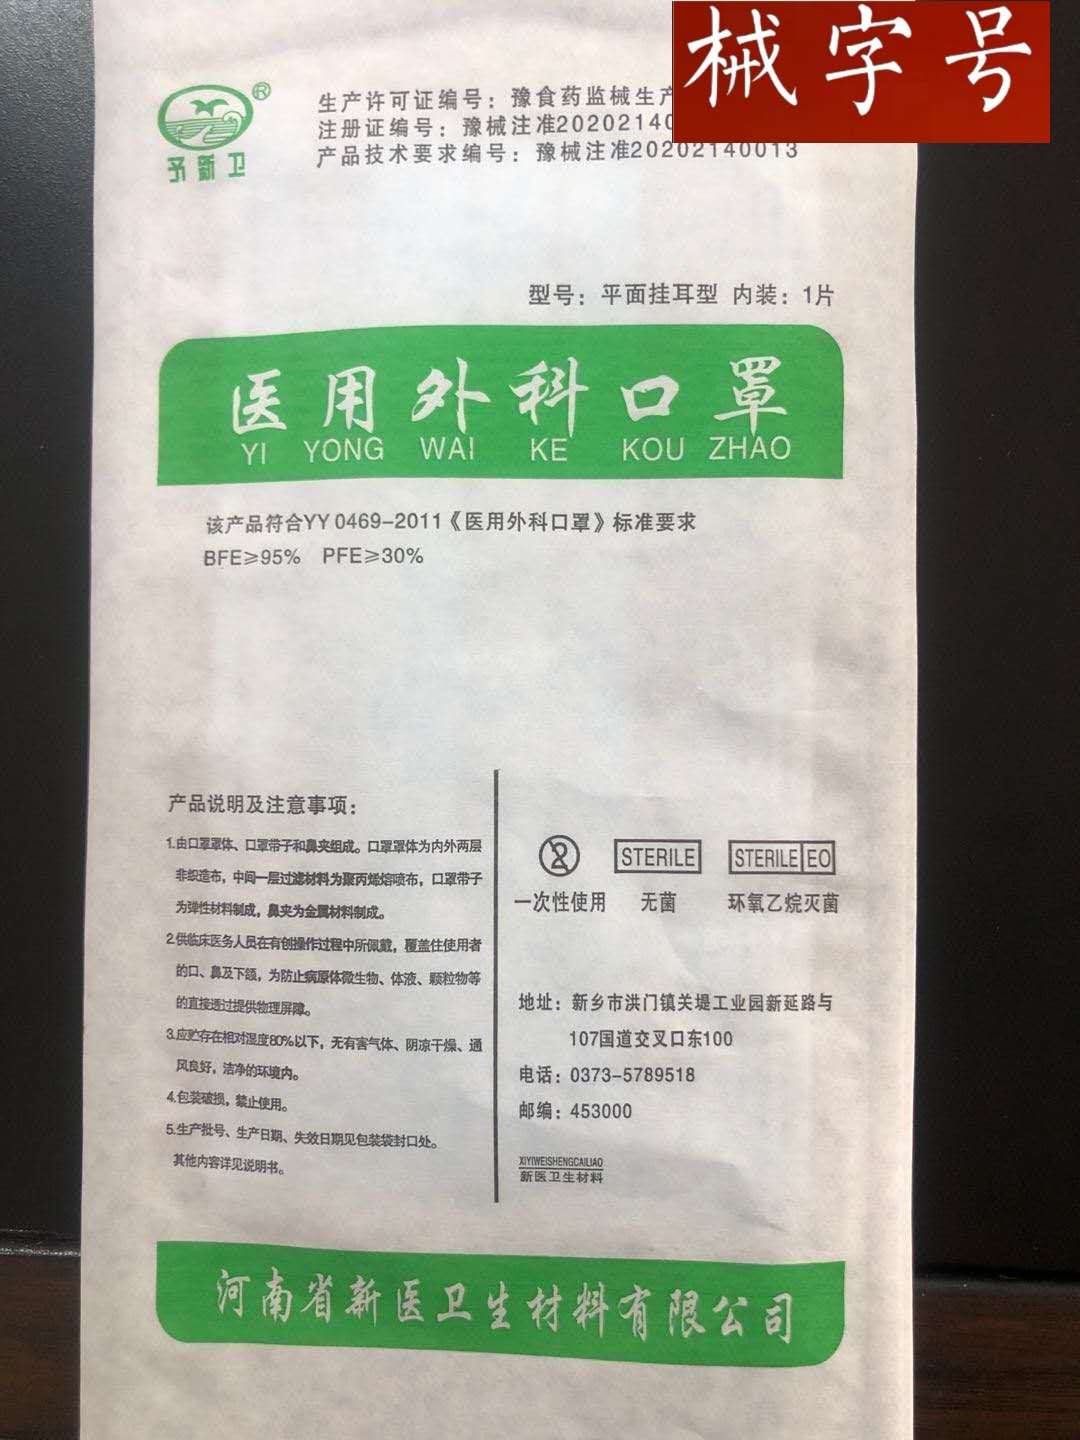 械字号
®
予新卫
生产许可证编号：豫食药监械生产
注册证编号：豫械注准20202140
产品技术要求编号：豫械注准20202140013
型号：平面挂耳型 内装：1片
医用外科口罩
YI YONG WAI KE KOU ZHAO
该产品符合YY 0469-2011《医用外科口罩》标准要求
BFE≥95% PFE≥30%
产品说明及注意事项：
1.由口罩罩体、口罩带子和鼻夹组成。口罩罩体为内外两层
非织造布，中间一层过滤材料为聚丙烯熔喷布，口罩带子
为弹性材料制成，鼻夹为金属材料制成。
2.供临床医务人员在有创操作过程中所佩戴，覆盖住使用者
的口、鼻及下颌，为防止病原体微生物、体液、颗粒物等
的直接透过提供物理屏障。
3.应贮存在相对湿度80%以下，无有害气体、阴凉干燥、通
风良好，洁净的环境内。
4.包装破损，禁止使用。
5.生产批号、生产日期、失效日期见包装袋封口处。
其他内容详见说明书。
2 STERILE STERILE EO
一次性使用 无菌 环氧乙烷灭菌
地址：新乡市洪门镇关堤工业园新延路与
107国道交叉口东100
电话：0373-5789518
邮编：453000
XIYIWEISHENGCAILIAO
新医卫生材料
河南省新医卫生材料有限公司